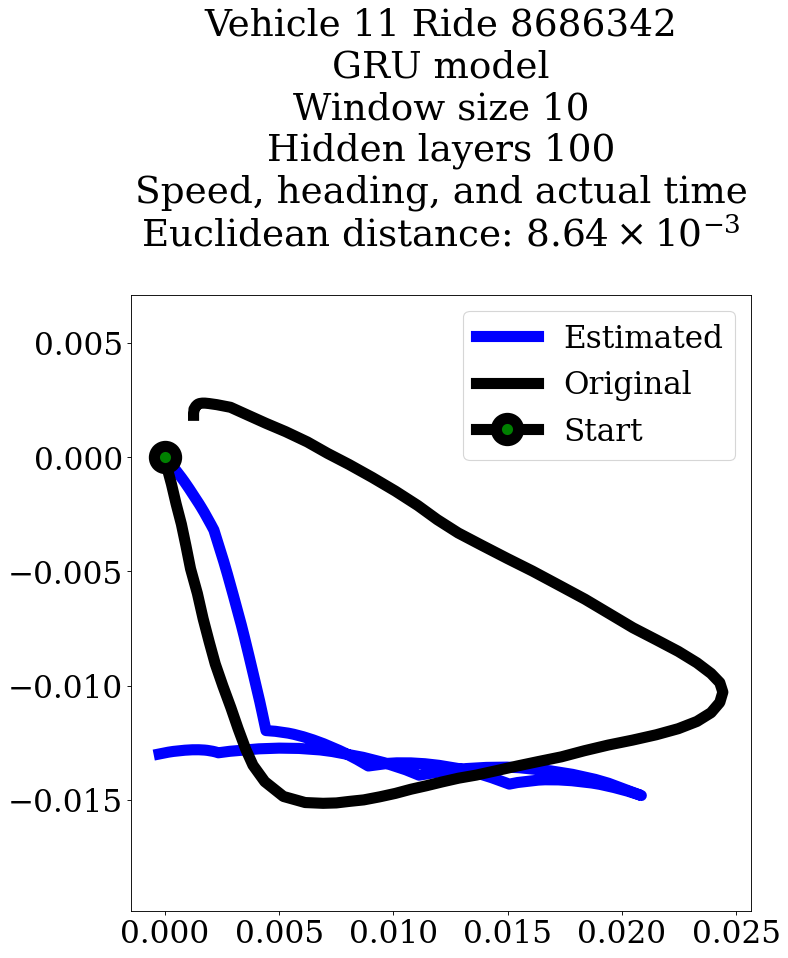 Vehicle 11 Ride 8686342
GRU model
Window size 10
Hidden layers 100
Speed, heading, and actual time
Euclidean distance: 8.64 × 10⁻³
Estimated
Original
Start
0.005
0.000
−0.005
−0.010
−0.015
0.000 0.005 0.010 0.015 0.020 0.025